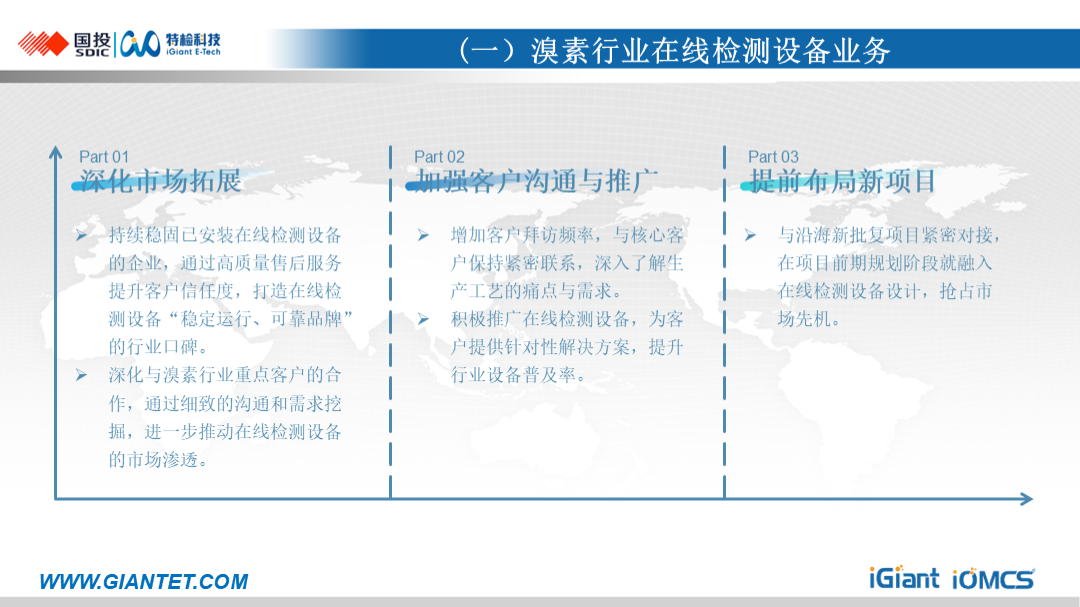 国投
SDIC
特检科技
iGiant E-Tech
（一）溴素行业在线检测设备业务
Part 01
深化市场拓展
➢ 持续稳固已安装在线检测设备
的企业，通过高质量售后服务
提升客户信任度，打造在线检
测设备“稳定运行、可靠品牌”
的行业口碑。
➢ 深化与溴素行业重点客户的合
作，通过细致的沟通和需求挖
掘，进一步推动在线检测设备
的市场渗透。
Part 02
加强客户沟通与推广
➢ 增加客户拜访频率，与核心客
户保持紧密联系，深入了解生
产工艺的痛点与需求。
➢ 积极推广在线检测设备，为客
户提供针对性解决方案，提升
行业设备普及率。
Part 03
提前布局新项目
➢ 与沿海新批复项目紧密对接，
在项目前期规划阶段就融入
在线检测设备设计，抢占市
场先机。
WWW.GIANTET.COM
iGiant iOMCS